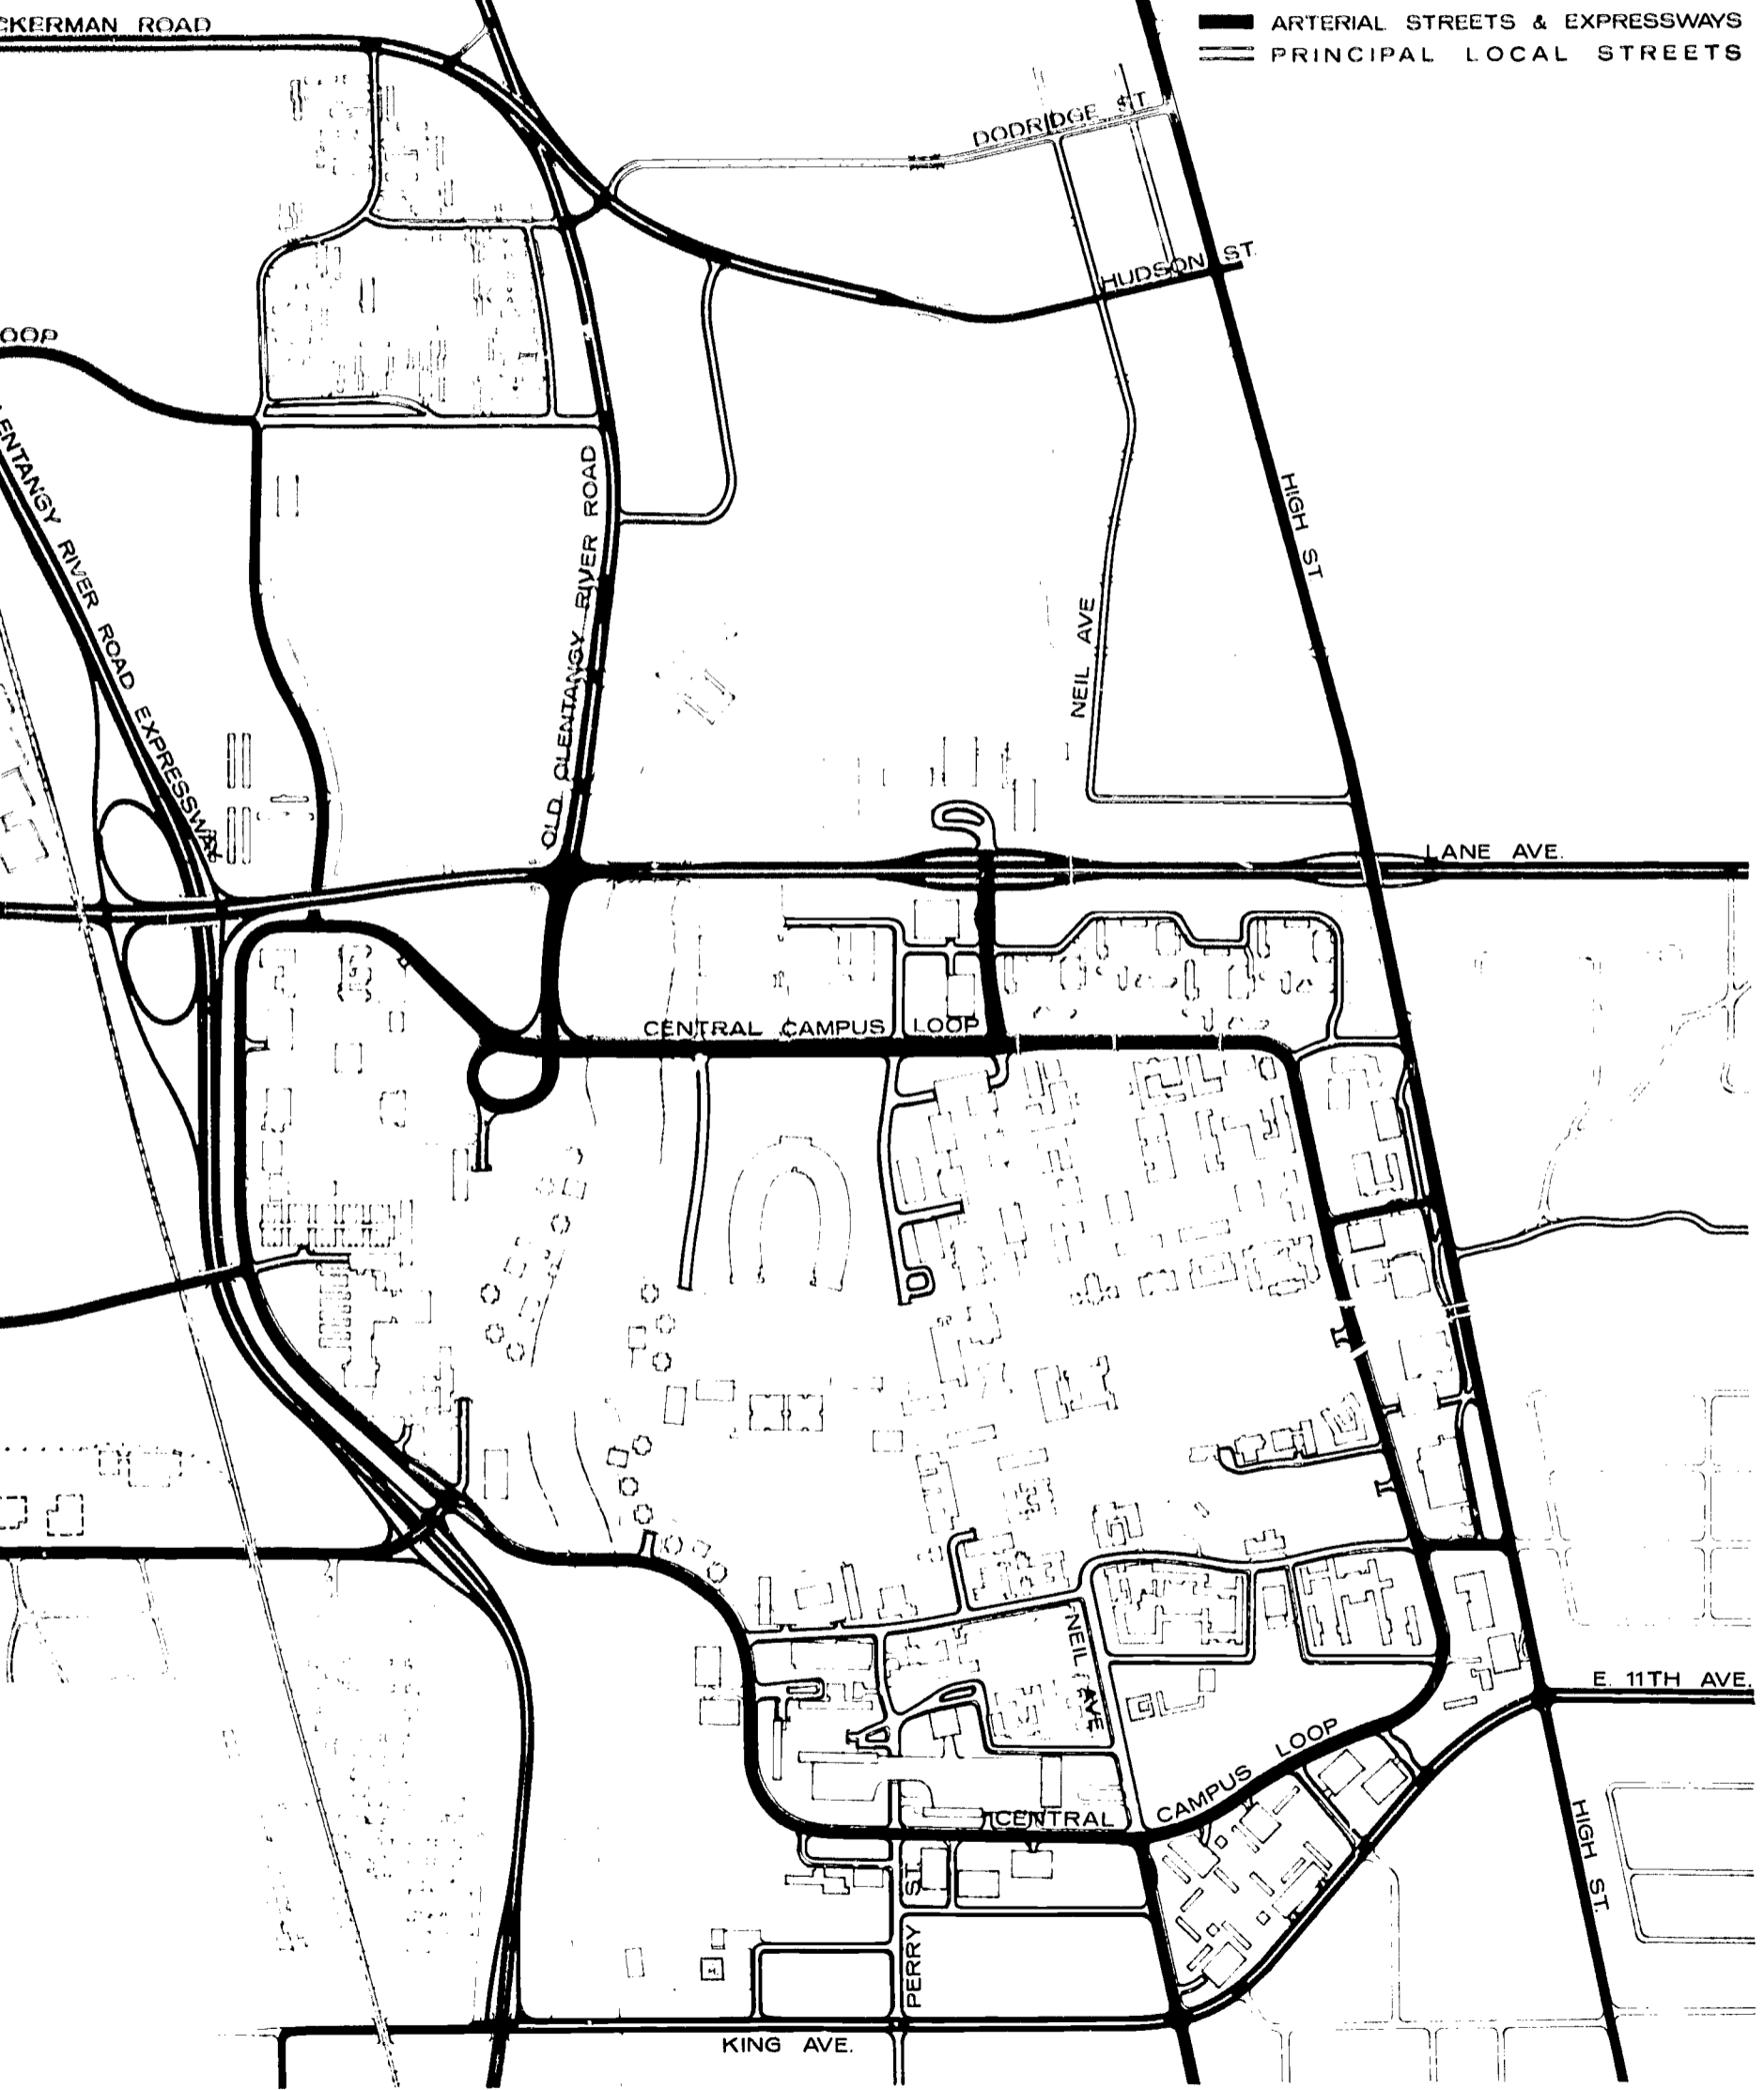 CKERMAN ROAD
ARTERIAL STREETS & EXPRESSWAYS
PRINCIPAL LOCAL STREETS
DODRIDGE ST.
HUDSON ST.
OOP
ENTANGY RIVER ROAD EXPRESSWAY
OLD OLENTANGY RIVER ROAD
HIGH ST.
NEIL AVE
LANE AVE.
CENTRAL CAMPUS LOOP
NEIL AVE
E. 11TH AVE.
CENTRAL CAMPUS LOOP
HIGH ST.
PERRY ST.
KING AVE.